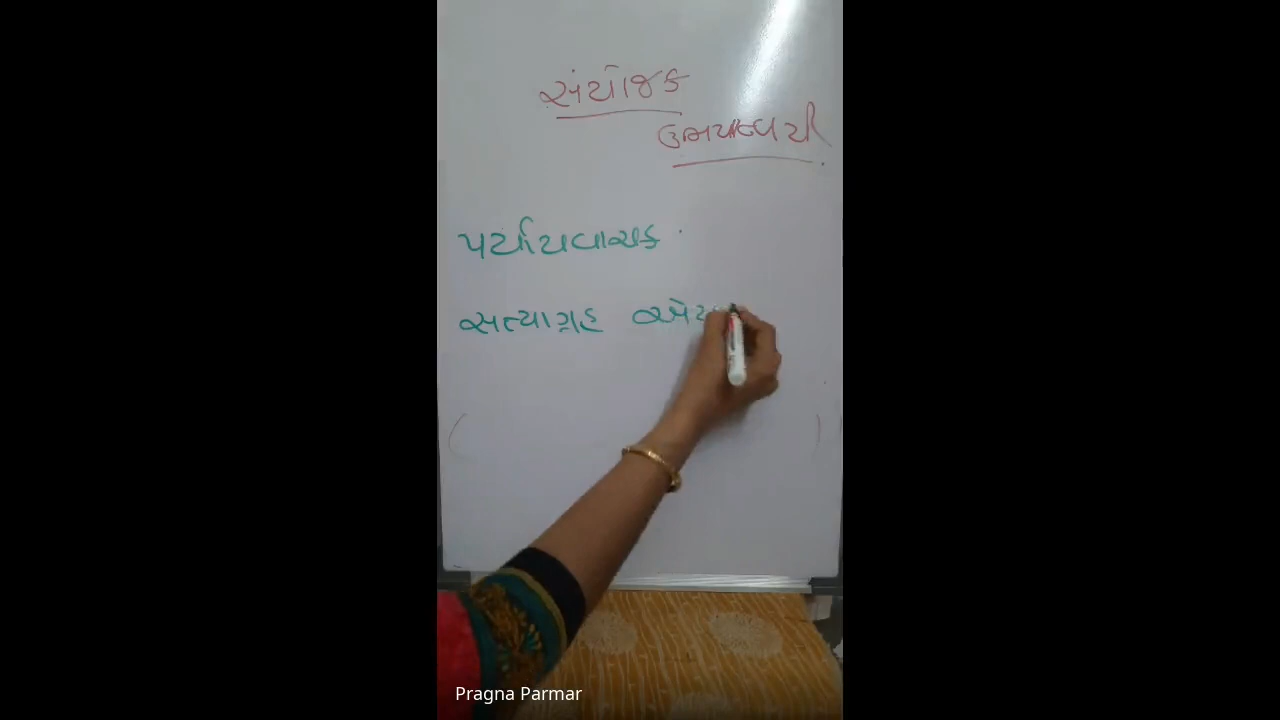 સંયોજક
ઉભયાન્વયી
પર્યાયવાચક
સત્યાગ્રહ
Pragna Parmar